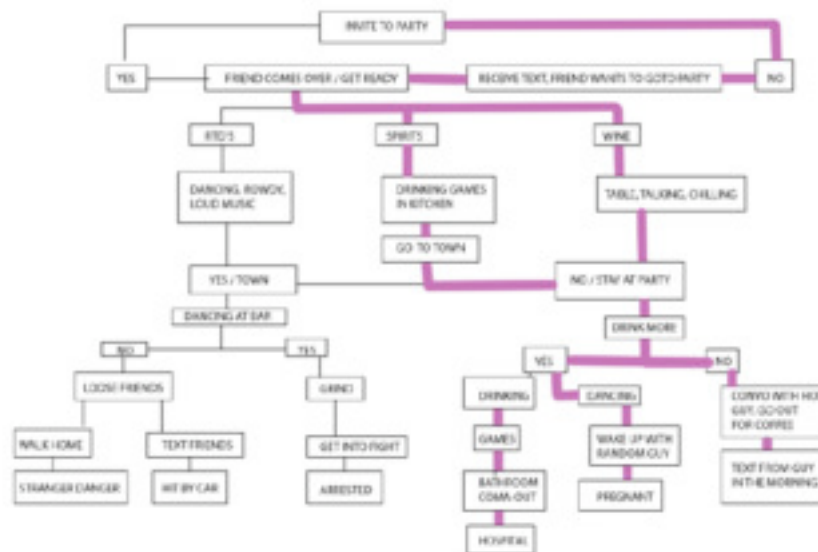 INVITE TO PARTY
YES
FRIEND COMES OVER / GET READY
RECEIVE TEXT, FRIEND WANTS TO GOTO PARTY
NO
RTD'S
SPIRITS
WINE
DANCING, ROWDY,
LOUD MUSIC
DRINKING GAMES
IN KITCHEN
TABLE, TALKING, CHILLING
GO TO TOWN
YES / TOWN
NO / STAY AT PARTY
DANCING AT BAR
DRINK MORE
NO
YES
YES
NO
LOOSE FRIENDS
GRIND
DRINKING
DANCING
CONVO WITH HOT
GUY, GO OUT
FOR COFFEE
WALK HOME
TEXT FRIENDS
GET INTO FIGHT
GAMES
WAKE UP WITH
RANDOM GUY
STRANGER DANGER
HIT BY CAR
ARRESTED
BATHROOM
COMA-OUT
PREGNANT
TEXT FROM GUY
IN THE MORNING
HOSPITAL